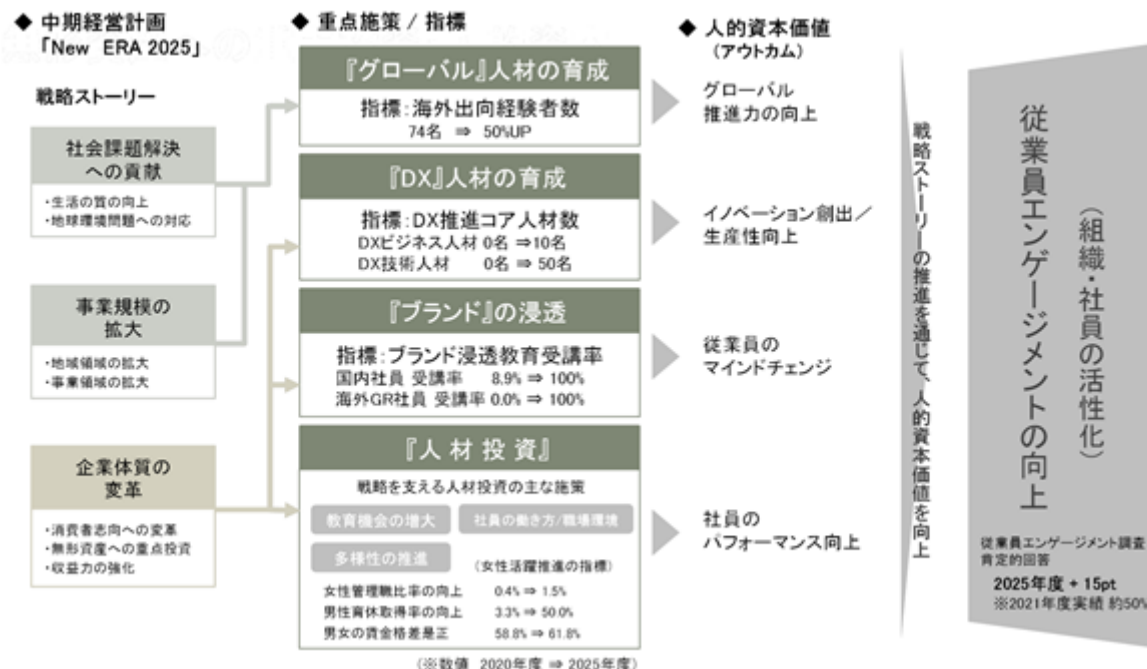 ◆ 中期経営計画
「New ERA 2025」
戦略ストーリー
社会課題解決
への貢献
・生活の質の向上
・地球環境問題への対応
事業規模の
拡大
・地域領域の拡大
・事業領域の拡大
企業体質の
変革
・消費者志向への変革
・無形資産への重点投資
・収益力の強化
◆ 重点施策 / 指標
『グローバル』人材の育成
指標：海外出向経験者数
74名 ⇒ 50%UP
『DX』人材の育成
指標：DX推進コア人材数
DXビジネス人材 0名 ⇒10名
DX技術人材 0名 ⇒ 50名
『ブランド』の浸透
指標：ブランド浸透教育受講率
国内社員 受講率 8.9% ⇒ 100%
海外GR社員 受講率 0.0% ⇒ 100%
『人 材 投 資』
戦略を支える人材投資の主な施策
教育機会の増大 社員の働き方/職場環境
多様性の推進
（女性活躍推進の指標）
女性管理職比率の向上 0.4% ⇒ 1.5%
男性育休取得率の向上 3.3% ⇒ 50.0%
男女の賃金格差是正 58.8% ⇒ 61.8%
（※数値 2020年度 ⇒ 2025年度）
◆ 人的資本価値
（アウトカム）
グローバル
推進力の向上
イノベーション創出／
生産性向上
従業員の
マインドチェンジ
社員の
パフォーマンス向上
戦略ストーリーの推進を通じて、人的資本価値を向上
従業員エンゲージメントの向上
（組織・社員の活性化）
従業員エンゲージメント調査
肯定的回答
2025年度 + 15pt
※2021年度実績 約50%